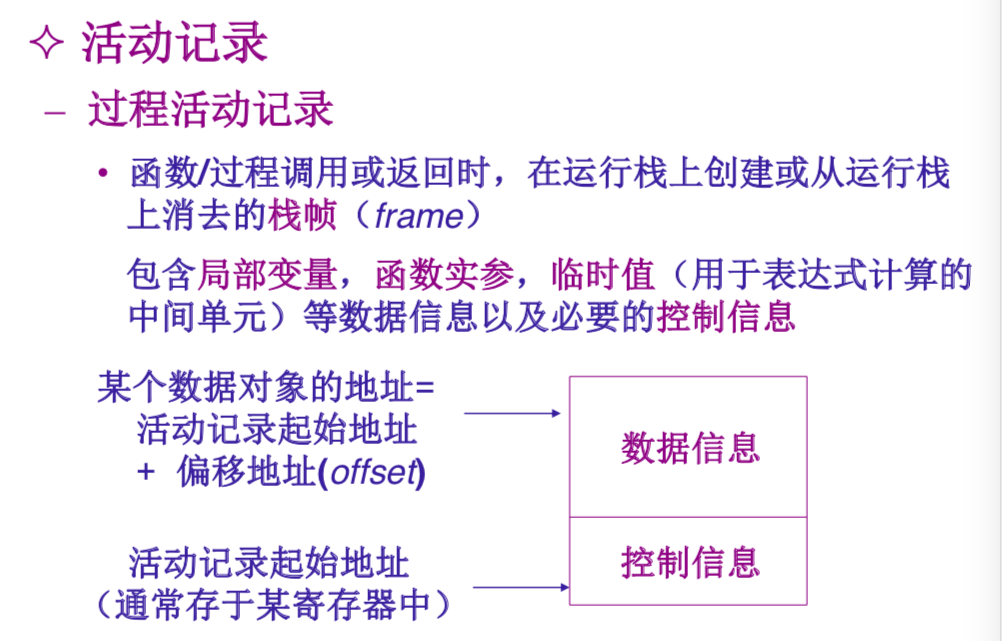 ✧ 活动记录
– 过程活动记录
• 函数/过程调用或返回时，在运行栈上创建或从运行栈
上消去的栈帧（frame）
包含局部变量，函数实参，临时值（用于表达式计算的
中间单元）等数据信息以及必要的控制信息
某个数据对象的地址=
活动记录起始地址
+ 偏移地址(offset)
数据信息
活动记录起始地址
（通常存于某寄存器中）
控制信息